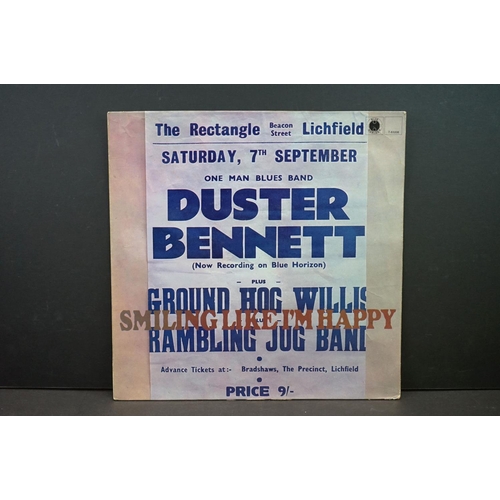 The Rectangle Beacon Street Lichfield
SATURDAY, 7TH SEPTEMBER
ONE MAN BLUES BAND
DUSTER
BENNETT
(Now Recording on Blue Horizon)
- PLUS -
GROUND HOG WILLIS
SMILING LIKE I'M HAPPY
RAMBLING JUG BAND
Advance Tickets at:- Bradshaws, The Precinct, Lichfield
PRICE 9/-